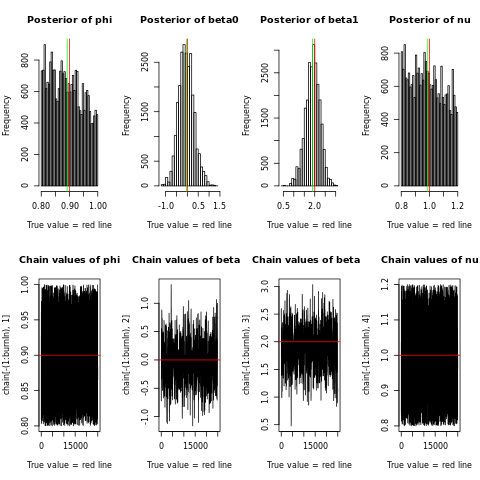 Posterior of phi
Posterior of beta0
Posterior of beta1
Posterior of nu
Frequency
0 200 400 600 800
0.80 0.90 1.00
True value = red line
Frequency
0 500 1500 2500
-1.0 0.5 1.5
True value = red line
Frequency
0 500 1500 3000
0.5 2.0
True value = red line
Frequency
0 200 400 600 800
0.8 1.0 1.2
True value = red line
Chain values of phi
Chain values of beta
Chain values of beta
Chain values of nu
chain[-(1:burnIn), 1]
0.80 0.85 0.90 0.95 1.00
0 15000
True value = red line
chain[-(1:burnIn), 2]
-1.0 -0.5 0.0 0.5 1.0
0 15000
True value = red line
chain[-(1:burnIn), 3]
0.5 1.0 1.5 2.0 2.5 3.0
0 15000
True value = red line
chain[-(1:burnIn), 4]
0.8 0.9 1.0 1.1 1.2
0 15000
True value = red line